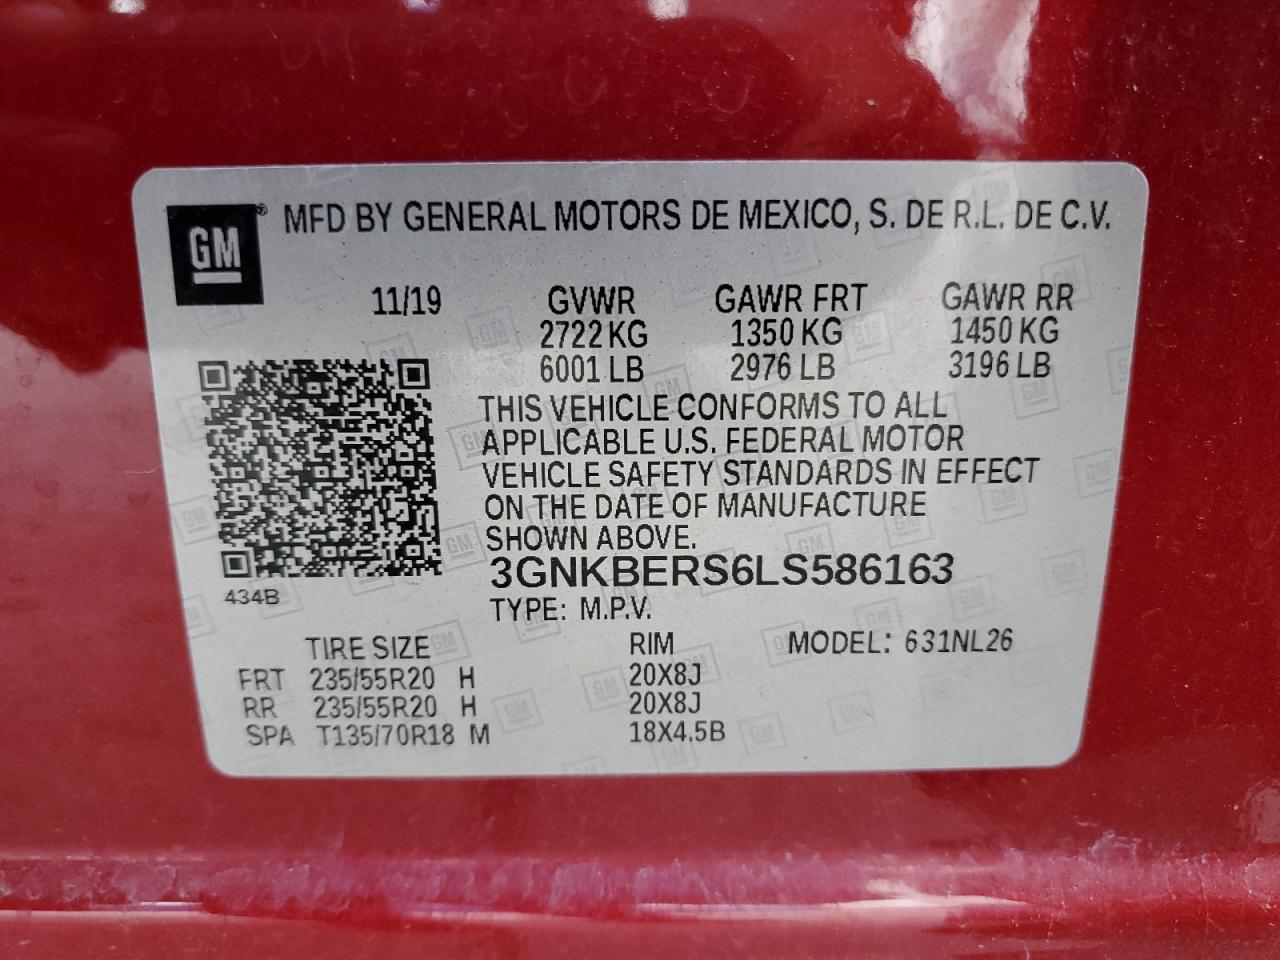 GM® MFD BY GENERAL MOTORS DE MEXICO, S. DE R.L. DE C.V.
11/19 GVWR GAWR FRT GAWR RR
2722 KG 1350 KG 1450 KG
6001 LB 2976 LB 3196 LB
THIS VEHICLE CONFORMS TO ALL
APPLICABLE U.S. FEDERAL MOTOR
VEHICLE SAFETY STANDARDS IN EFFECT
ON THE DATE OF MANUFACTURE
SHOWN ABOVE.
3GNKBERS6LS586163
434B TYPE: M.P.V.
TIRE SIZE RIM MODEL: 631NL26
FRT 235/55R20 H 20X8J
RR 235/55R20 H 20X8J
SPA T135/70R18 M 18X4.5B